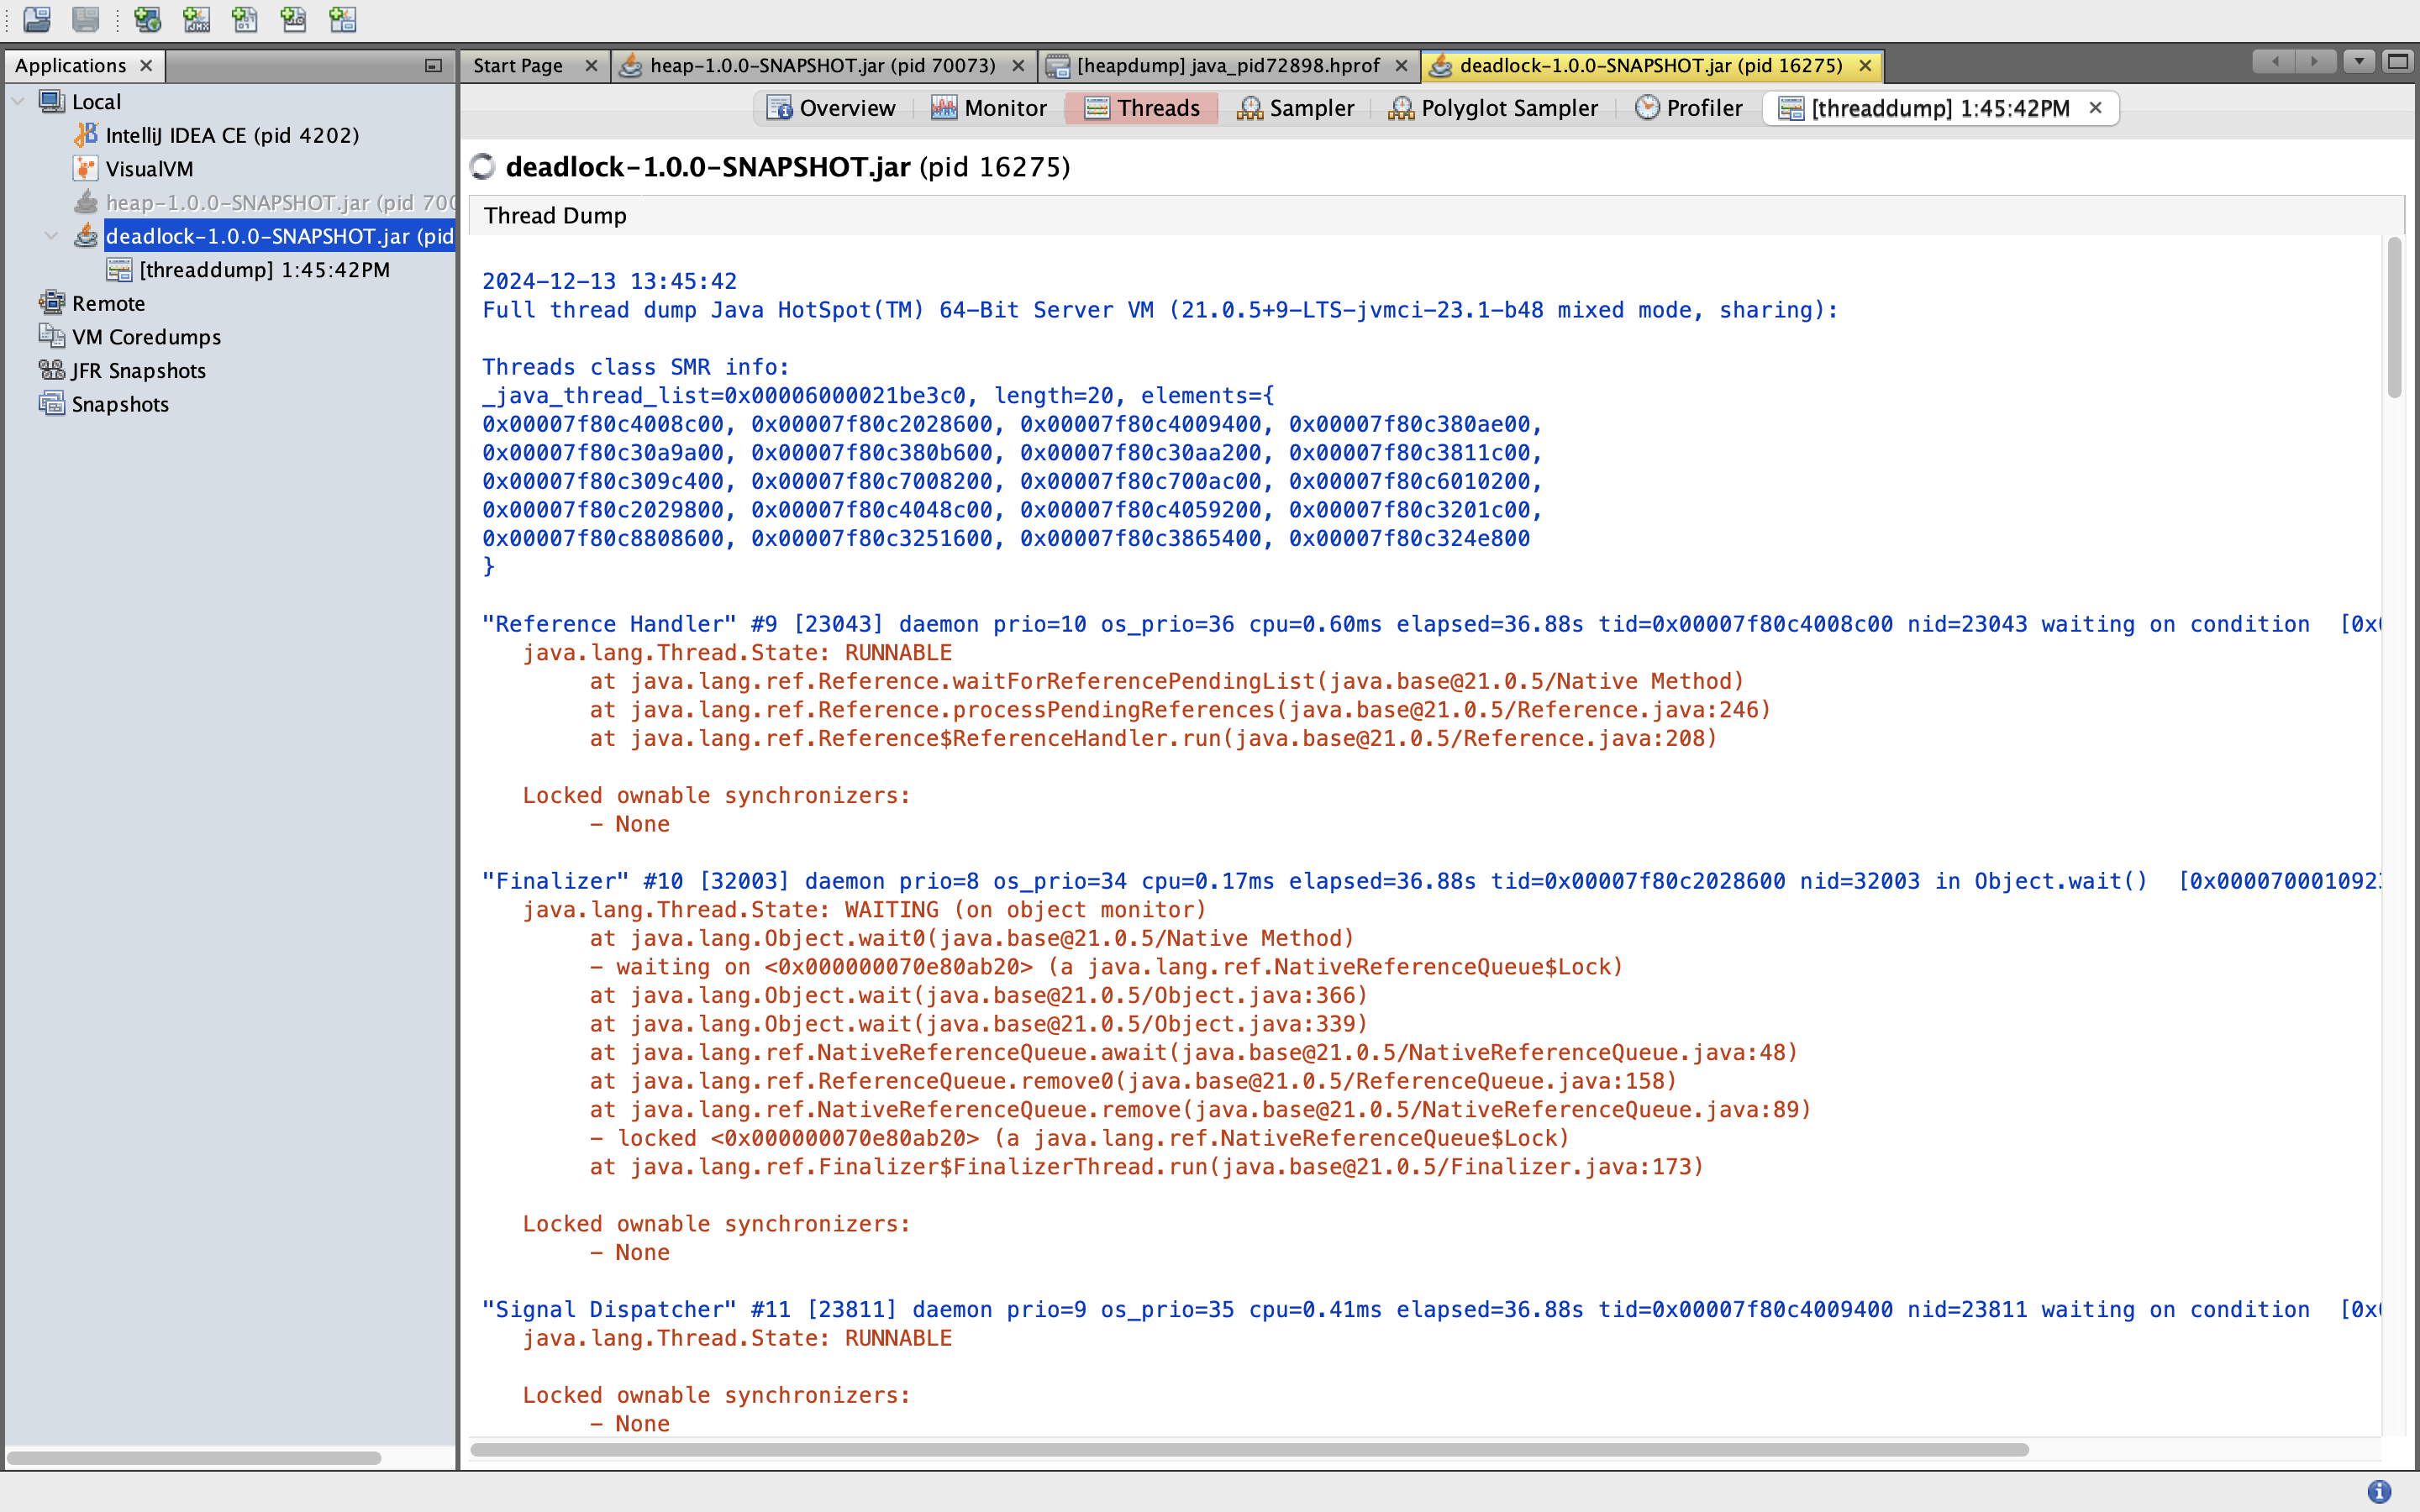 Applications
Start Page
heap-1.0.0-SNAPSHOT.jar (pid 70073)
[heapdump] java_pid72898.hprof
deadlock-1.0.0-SNAPSHOT.jar (pid 16275)
Local
IntelliJ IDEA CE (pid 4202)
VisualVM
heap-1.0.0-SNAPSHOT.jar (pid 700
deadlock-1.0.0-SNAPSHOT.jar (pid
[threaddump] 1:45:42PM
Remote
VM Coredumps
JFR Snapshots
Snapshots
Overview
Monitor
Threads
Sampler
Polyglot Sampler
Profiler
[threaddump] 1:45:42PM
deadlock-1.0.0-SNAPSHOT.jar (pid 16275)
Thread Dump
2024-12-13 13:45:42
Full thread dump Java HotSpot(TM) 64-Bit Server VM (21.0.5+9-LTS-jvmci-23.1-b48 mixed mode, sharing):
Threads class SMR info:
_java_thread_list=0x00006000021be3c0, length=20, elements={
0x00007f80c4008c00, 0x00007f80c2028600, 0x00007f80c4009400, 0x00007f80c380ae00,
0x00007f80c30a9a00, 0x00007f80c380b600, 0x00007f80c30aa200, 0x00007f80c3811c00,
0x00007f80c309c400, 0x00007f80c7008200, 0x00007f80c700ac00, 0x00007f80c6010200,
0x00007f80c2029800, 0x00007f80c4048c00, 0x00007f80c4059200, 0x00007f80c3201c00,
0x00007f80c8808600, 0x00007f80c3251600, 0x00007f80c3865400, 0x00007f80c324e800
}
"Reference Handler" #9 [23043] daemon prio=10 os_prio=36 cpu=0.60ms elapsed=36.88s tid=0x00007f80c4008c00 nid=23043 waiting on condition  [0x
java.lang.Thread.State: RUNNABLE
at java.lang.ref.Reference.waitForReferencePendingList(java.base@21.0.5/Native Method)
at java.lang.ref.Reference.processPendingReferences(java.base@21.0.5/Reference.java:246)
at java.lang.ref.Reference$ReferenceHandler.run(java.base@21.0.5/Reference.java:208)
Locked ownable synchronizers:
– None
"Finalizer" #10 [32003] daemon prio=8 os_prio=34 cpu=0.17ms elapsed=36.88s tid=0x00007f80c2028600 nid=32003 in Object.wait()  [0x0000700010923
java.lang.Thread.State: WAITING (on object monitor)
at java.lang.Object.wait0(java.base@21.0.5/Native Method)
– waiting on <0x000000070e80ab20> (a java.lang.ref.NativeReferenceQueue$Lock)
at java.lang.Object.wait(java.base@21.0.5/Object.java:366)
at java.lang.Object.wait(java.base@21.0.5/Object.java:339)
at java.lang.ref.NativeReferenceQueue.await(java.base@21.0.5/NativeReferenceQueue.java:48)
at java.lang.ref.ReferenceQueue.remove0(java.base@21.0.5/ReferenceQueue.java:158)
at java.lang.ref.NativeReferenceQueue.remove(java.base@21.0.5/NativeReferenceQueue.java:89)
– locked <0x000000070e80ab20> (a java.lang.ref.NativeReferenceQueue$Lock)
at java.lang.ref.Finalizer$FinalizerThread.run(java.base@21.0.5/Finalizer.java:173)
Locked ownable synchronizers:
– None
"Signal Dispatcher" #11 [23811] daemon prio=9 os_prio=35 cpu=0.41ms elapsed=36.88s tid=0x00007f80c4009400 nid=23811 waiting on condition  [0x
java.lang.Thread.State: RUNNABLE
Locked ownable synchronizers:
– None